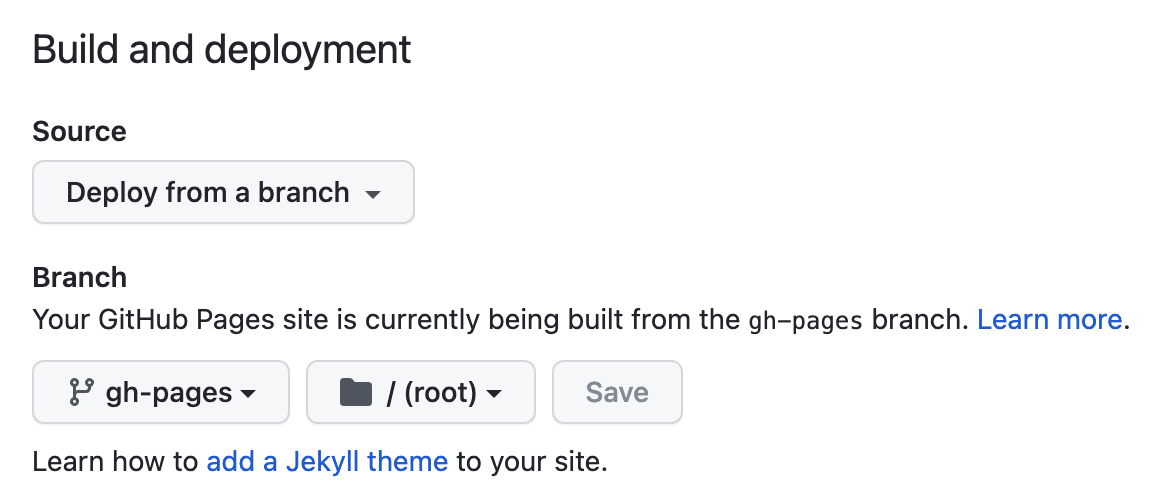 Build and deployment
Source
Deploy from a branch
Branch
Your GitHub Pages site is currently being built from the gh-pages branch. Learn more.
gh-pages / (root) Save
Learn how to add a Jekyll theme to your site.